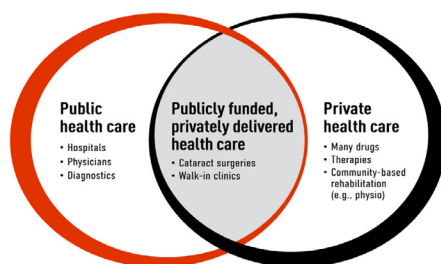 Public
health care
• Hospitals
• Physicians
• Diagnostics
Publicly funded,
privately delivered
health care
• Cataract surgeries
• Walk-in clinics
Private
health care
• Many drugs
• Therapies
• Community-based
rehabilitation
(e.g., physio)